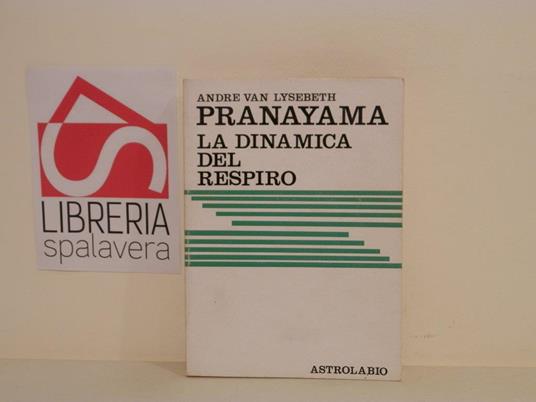 LIBRERIA
spalavera
ANDRE VAN LYSEBETH
PRANAYAMA
LA DINAMICA
DEL
RESPIRO
ASTROLABIO